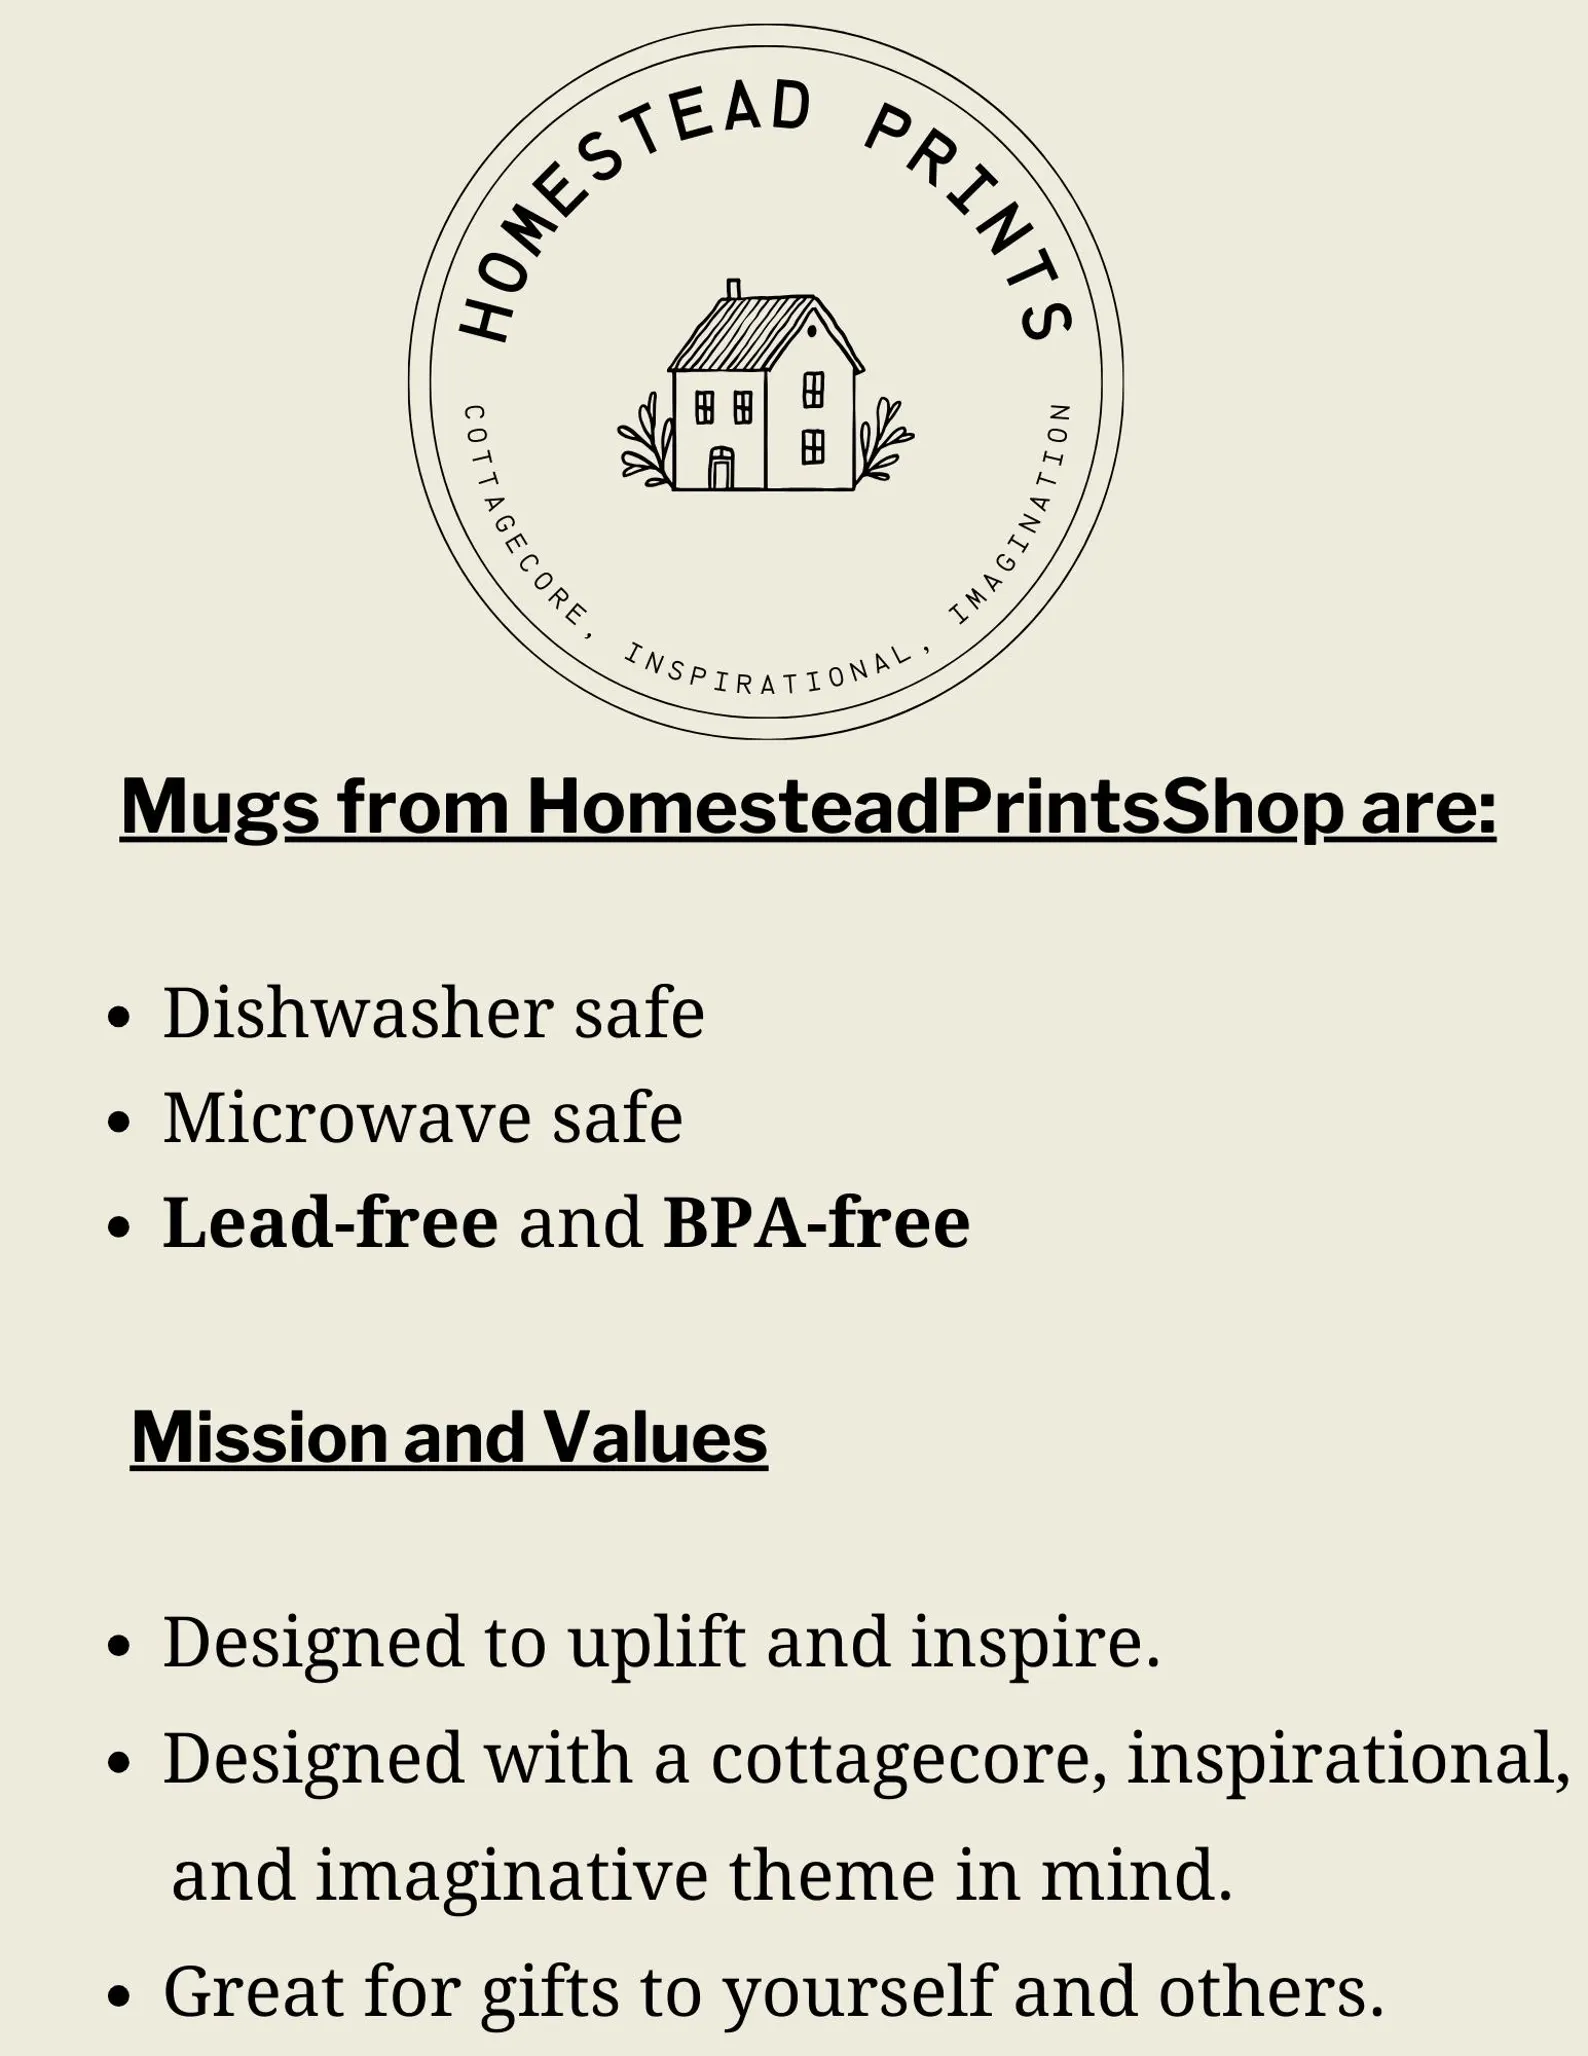 HOMESTEAD PRINTS
COTTAGECORE, INSPIRATIONAL, IMAGINATION
Mugs from HomesteadPrintsShop are:
• Dishwasher safe
• Microwave safe
• Lead-free and BPA-free
Mission and Values
• Designed to uplift and inspire.
• Designed with a cottagecore, inspirational,
and imaginative theme in mind.
• Great for gifts to yourself and others.